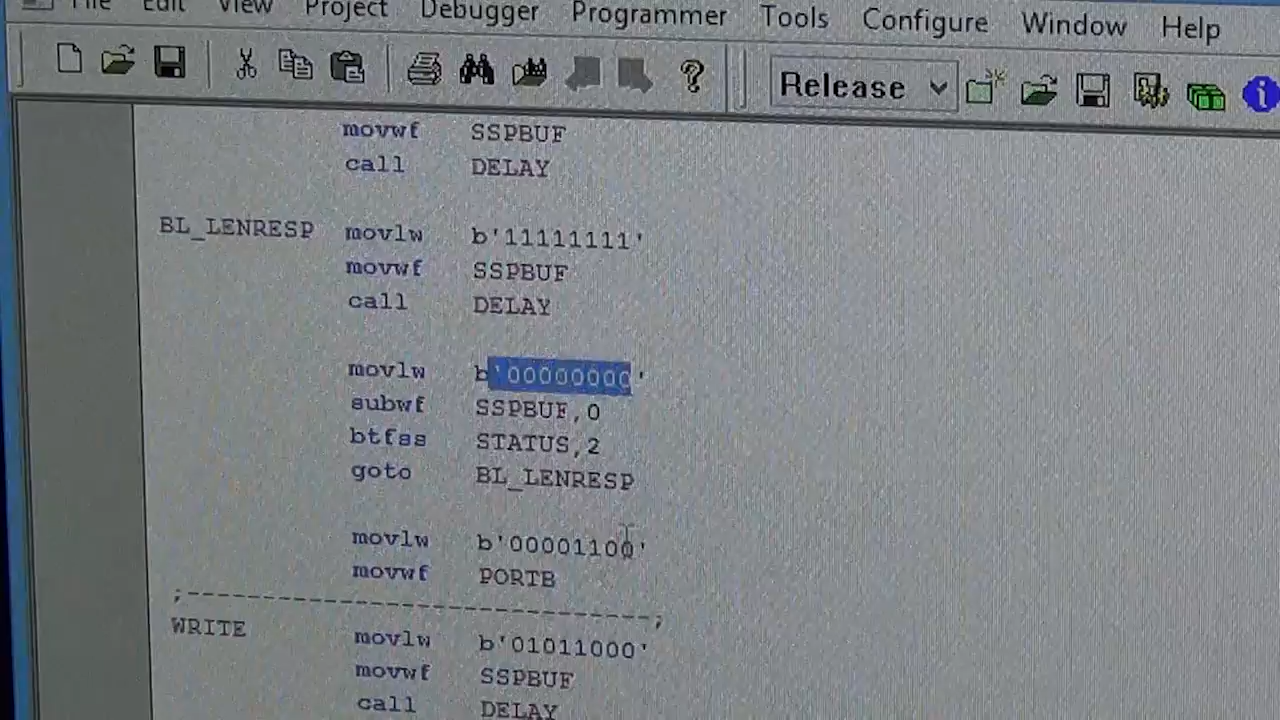 File Edit View Project Debugger Programmer Tools Configure Window Help
Release
movwf SSPBUF
call DELAY
BL_LENRESP movlw b'11111111'
movwf SSPBUF
call DELAY
movlw b'00000000'
subwf SSPBUF,0
btfss STATUS,2
goto BL_LENRESP
movlw b'00001100'
movwf PORTB
;------------------------------;
WRITE movlw b'01011000'
movwf SSPBUF
call DELAY